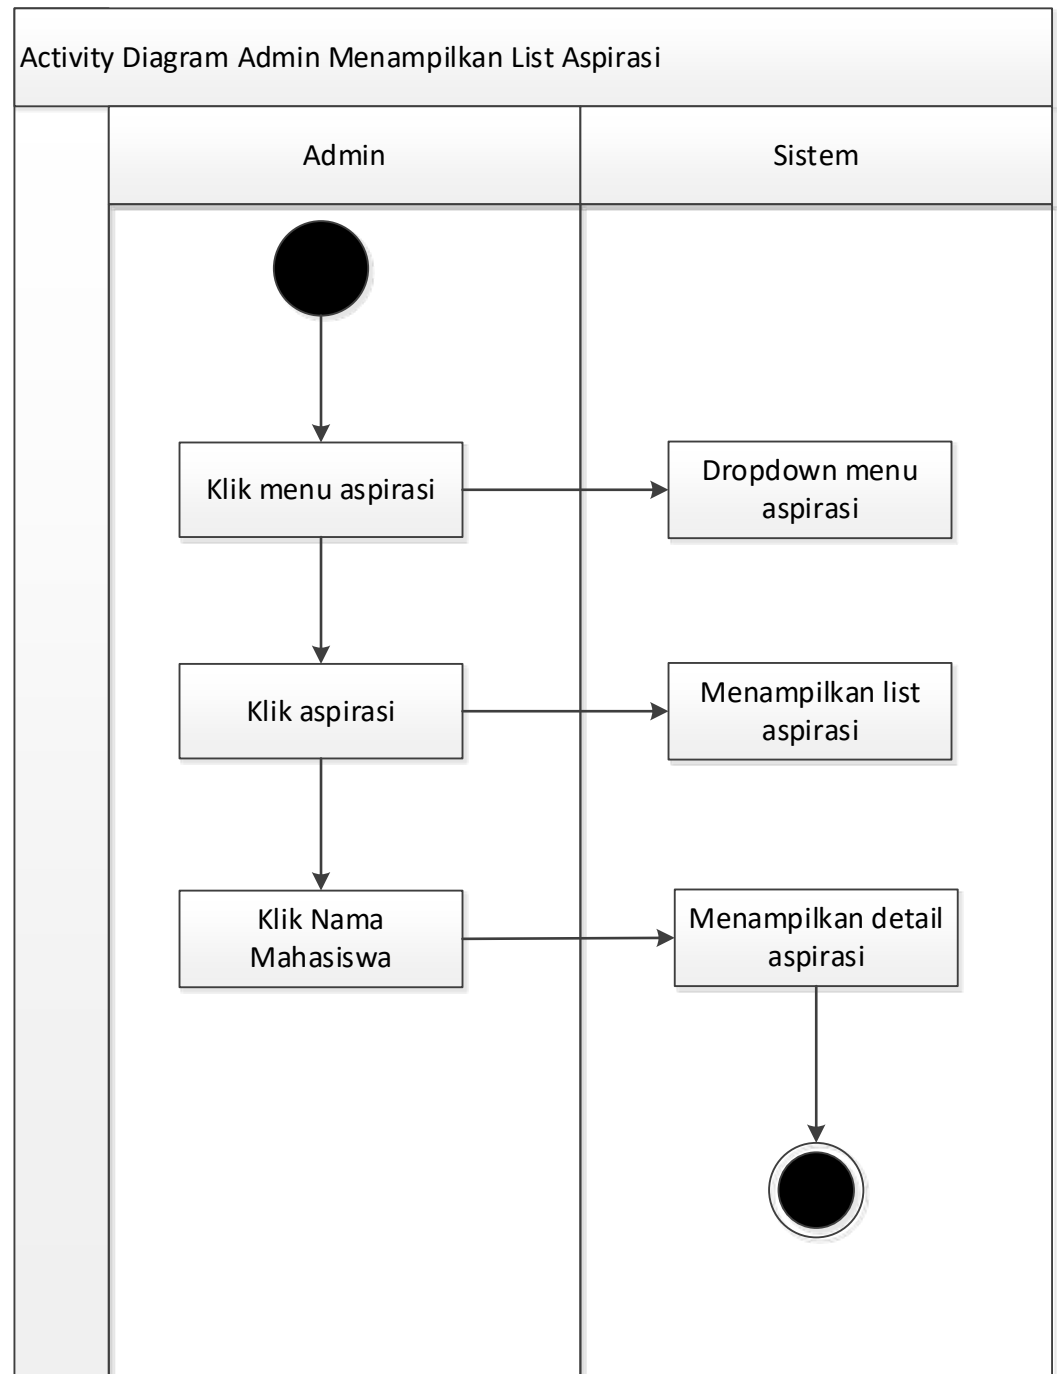 Activity Diagram Admin Menampilkan List Aspirasi
Admin
Sistem
Klik menu aspirasi
Dropdown menu
aspirasi
Klik aspirasi
Menampilkan list
aspirasi
Klik Nama
Mahasiswa
Menampilkan detail
aspirasi